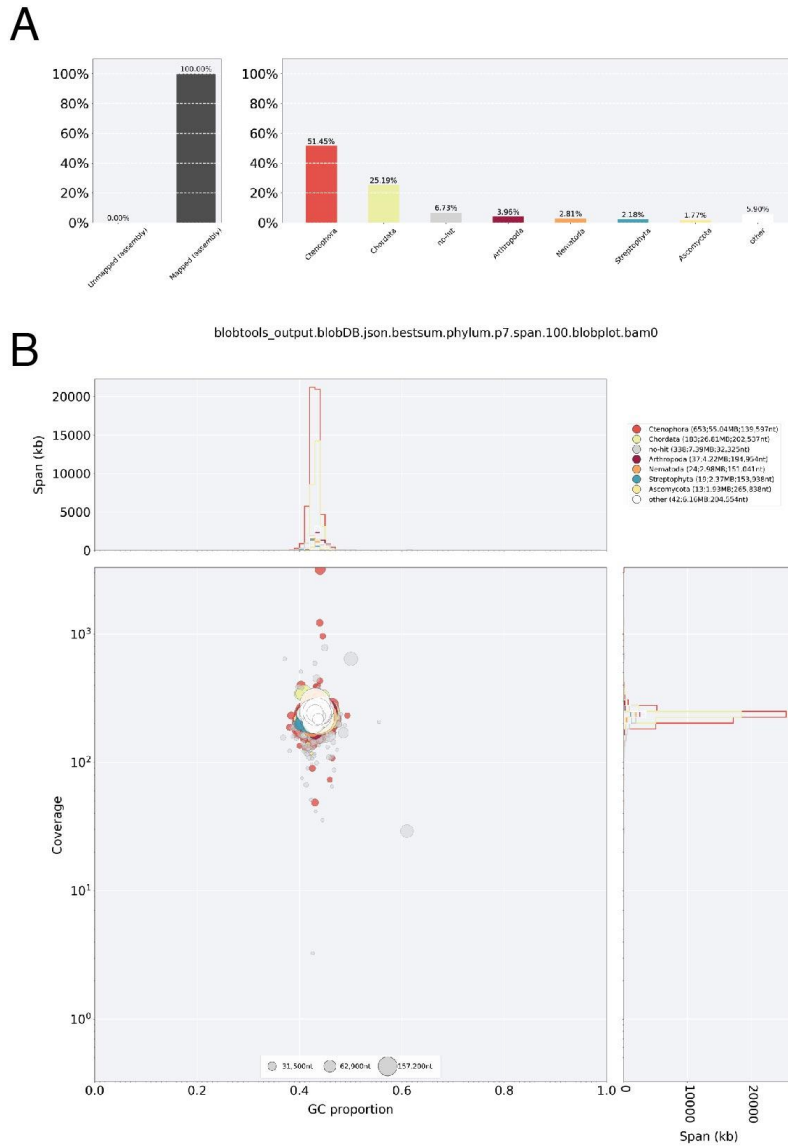 A
100%
80%
60%
40%
20%
0%
0.00%
100.00%
Unmapped (assembly)
Mapped (assembly)
100%
80%
60%
40%
20%
0%
51.45%
25.19%
6.73%
3.96%
2.81%
2.18%
1.77%
5.90%
Ctenophora
Chordata
no-hit
Arthropoda
Nematoda
Streptophyta
Ascomycota
other
blobtools_output.blobDB.json.bestsum.phylum.p7.span.100.blobplot.bam0
B
Span (kb)
20000
15000
10000
5000
0
Ctenophora (653;55.04MB;139,597nt)
Chordata (183;26.81MB;202,537nt)
no-hit (338;7.39MB;32,325nt)
Arthropoda (37;4.22MB;194,954nt)
Nematoda (24;2.98MB;151,041nt)
Streptophyta (19;2.37MB;153,938nt)
Ascomycota (13;1.93MB;265,838nt)
other (42;6.16MB;204,554nt)
Coverage
10³
10²
10¹
10⁰
31,500nt
62,900nt
157,200nt
0.0
0.2
0.4
0.6
0.8
1.0
GC proportion
0
10000
20000
Span (kb)